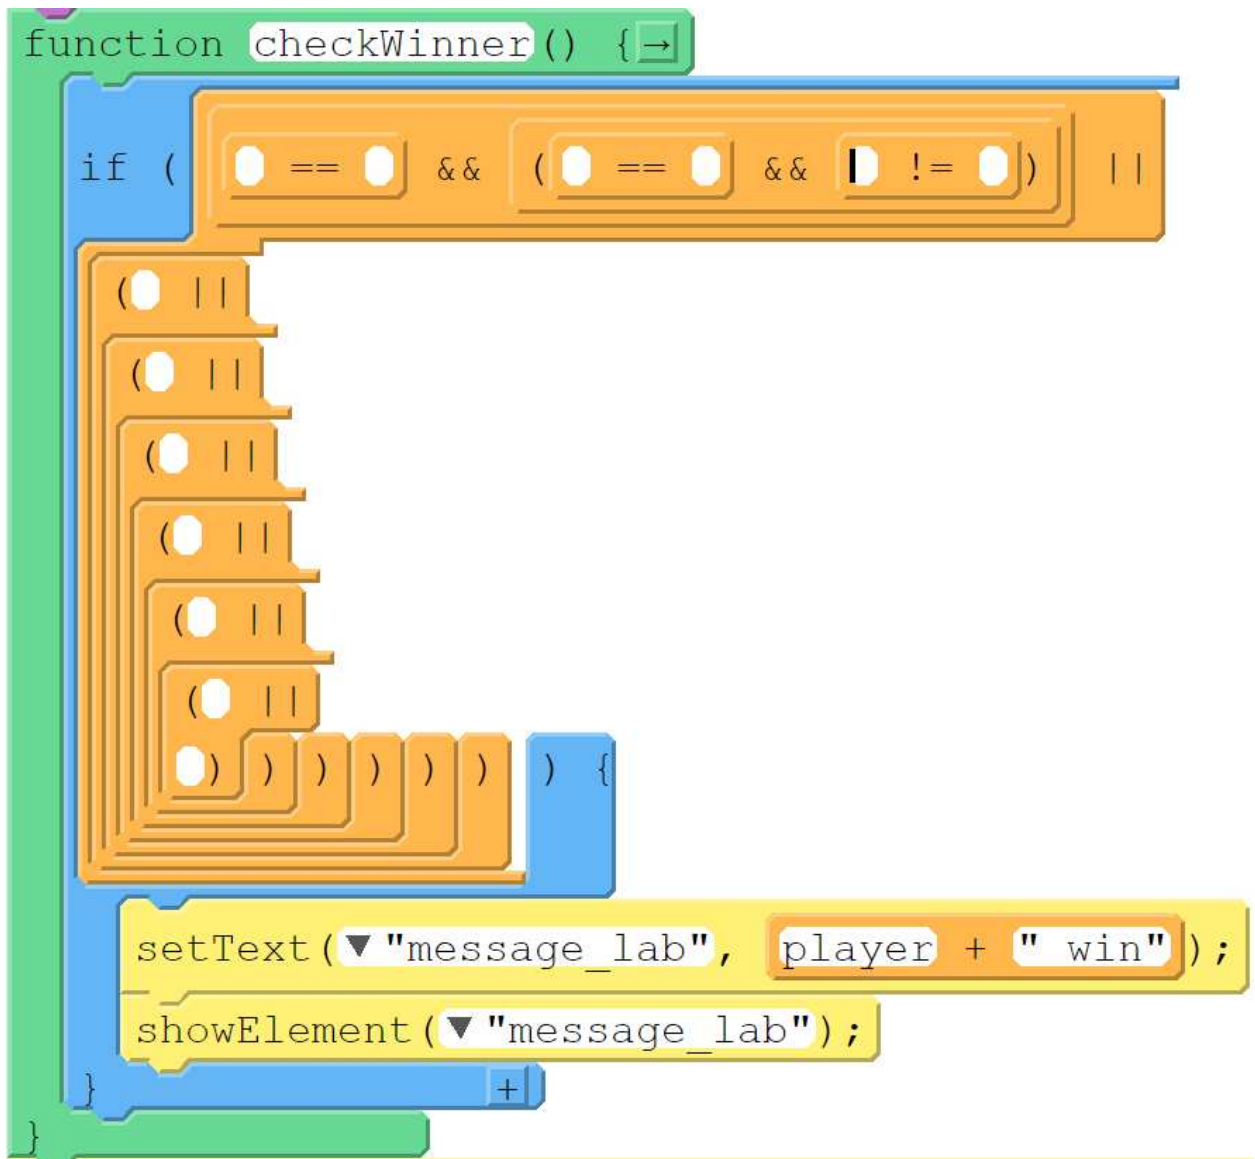 function checkWinner() {→
if ( == && ( == && != ) ||
( ||
( ||
( ||
( ||
( ||
( ||
) ) ) ) ) ) ) {
setText(▼"message_lab", player + " win");
showElement(▼"message_lab");
} +
}